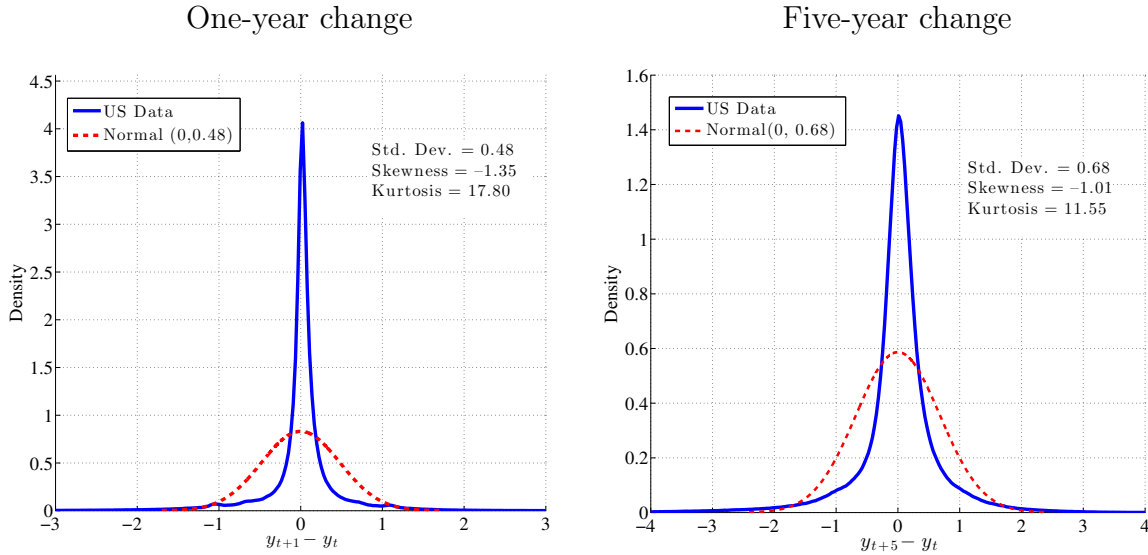 One-year change
4.5
4
3.5
3
2.5
2
1.5
1
0.5
0
Density
US Data
Normal (0,0.48)
Std. Dev. = 0.48
Skewness = –1.35
Kurtosis = 17.80
−3 −2 −1 0 1 2 3
y_{t+1} − y_t
Five-year change
1.6
1.4
1.2
1
0.8
0.6
0.4
0.2
0
Density
US Data
Normal(0, 0.68)
Std. Dev. = 0.68
Skewness = –1.01
Kurtosis = 11.55
−4 −3 −2 −1 0 1 2 3 4
y_{t+5} − y_t